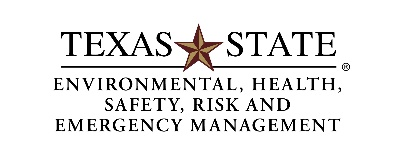 TEXAS STATE®
ENVIRONMENTAL, HEALTH,
SAFETY, RISK AND
EMERGENCY MANAGEMENT